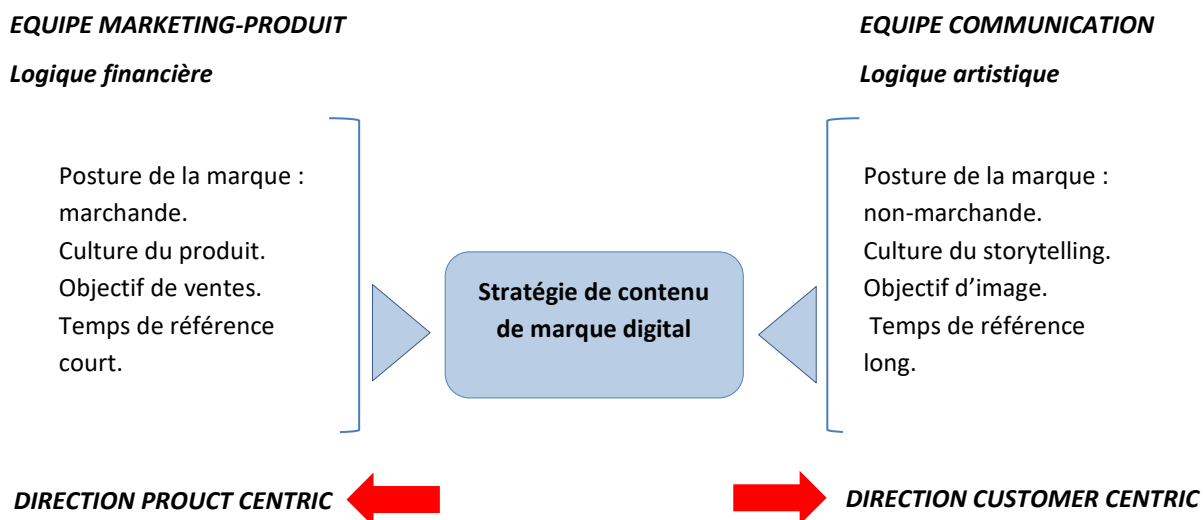 EQUIPE MARKETING-PRODUIT
Logique financière
Posture de la marque :
marchande.
Culture du produit.
Objectif de ventes.
Temps de référence
court.
Stratégie de contenu
de marque digital
EQUIPE COMMUNICATION
Logique artistique
Posture de la marque :
non-marchande.
Culture du storytelling.
Objectif d’image.
Temps de référence
long.
DIRECTION PROUCT CENTRIC
DIRECTION CUSTOMER CENTRIC